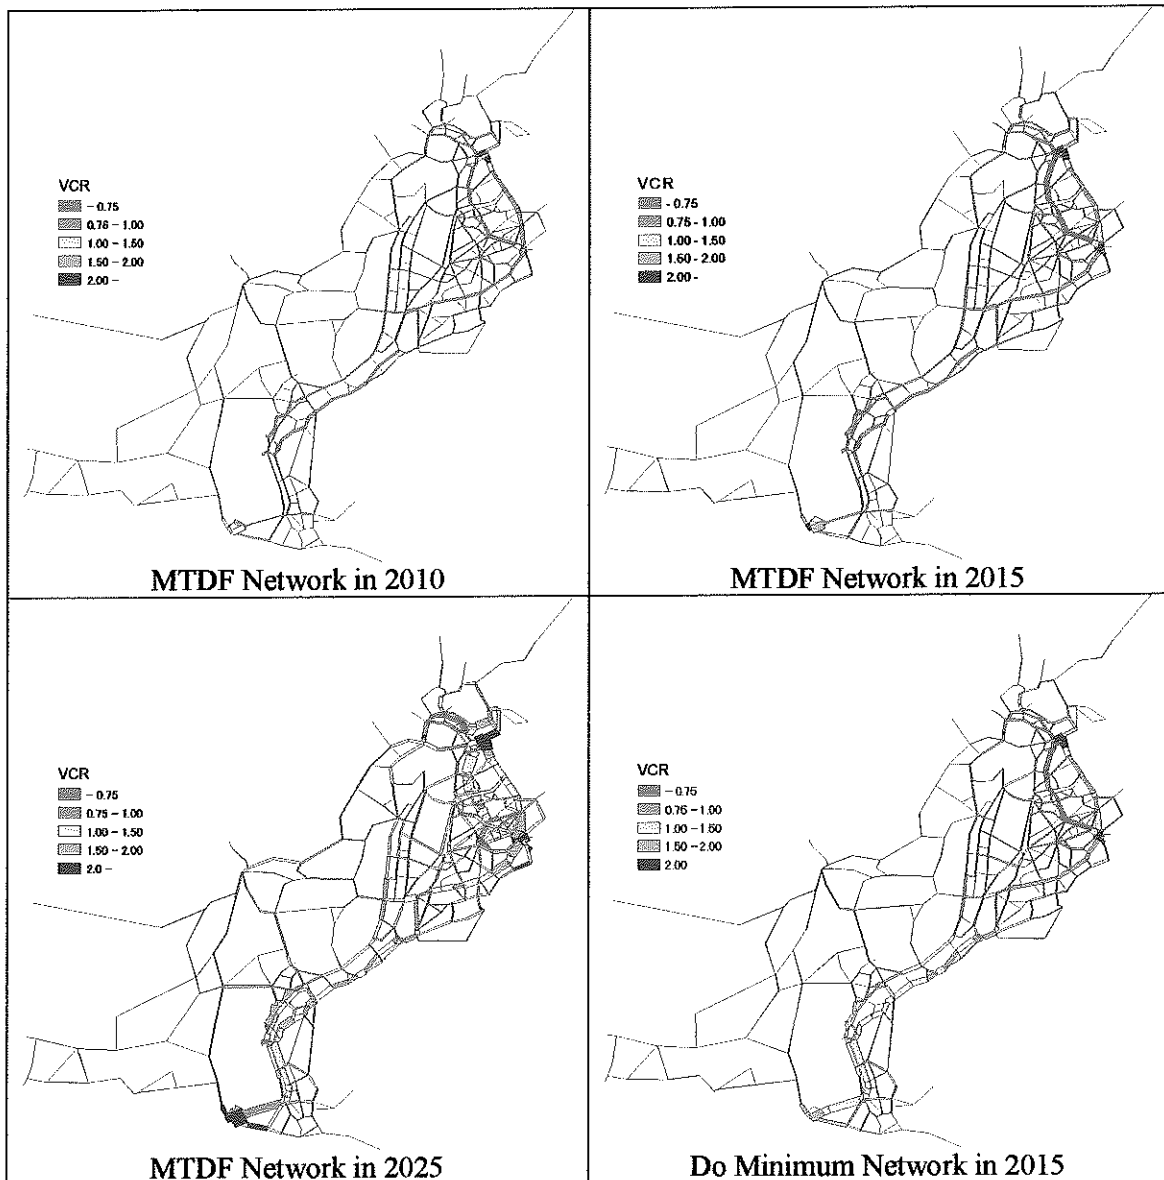 VCR
- 0.75
0.75 - 1.00
1.00 - 1.50
1.50 - 2.00
2.00 -
MTDF Network in 2010
VCR
- 0.75
0.75 - 1.00
1.00 - 1.50
1.50 - 2.00
2.00 -
MTDF Network in 2015
VCR
- 0.75
0.75 - 1.00
1.00 - 1.50
1.50 - 2.00
2.0 -
MTDF Network in 2025
VCR
- 0.75
0.75 - 1.00
1.00 - 1.50
1.50 - 2.00
2.00
Do Minimum Network in 2015